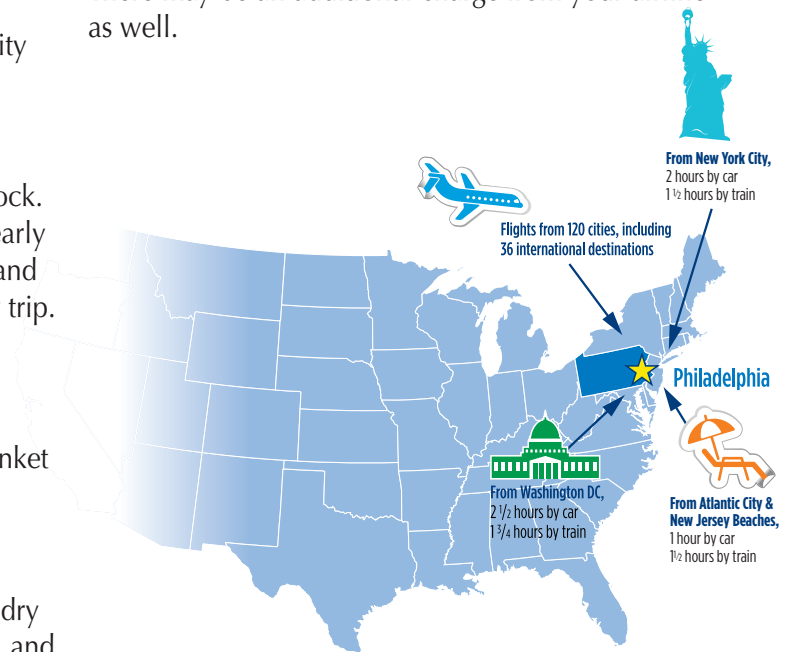 as well.
ity
ock.
early
and
trip.
nket
dry
and
From New York City,
2 hours by car
1 ½ hours by train
Flights from 120 cities, including
36 international destinations
Philadelphia
From Washington DC,
2 1/2 hours by car
1 3/4 hours by train
From Atlantic City &
New Jersey Beaches,
1 hour by car
1½ hours by train